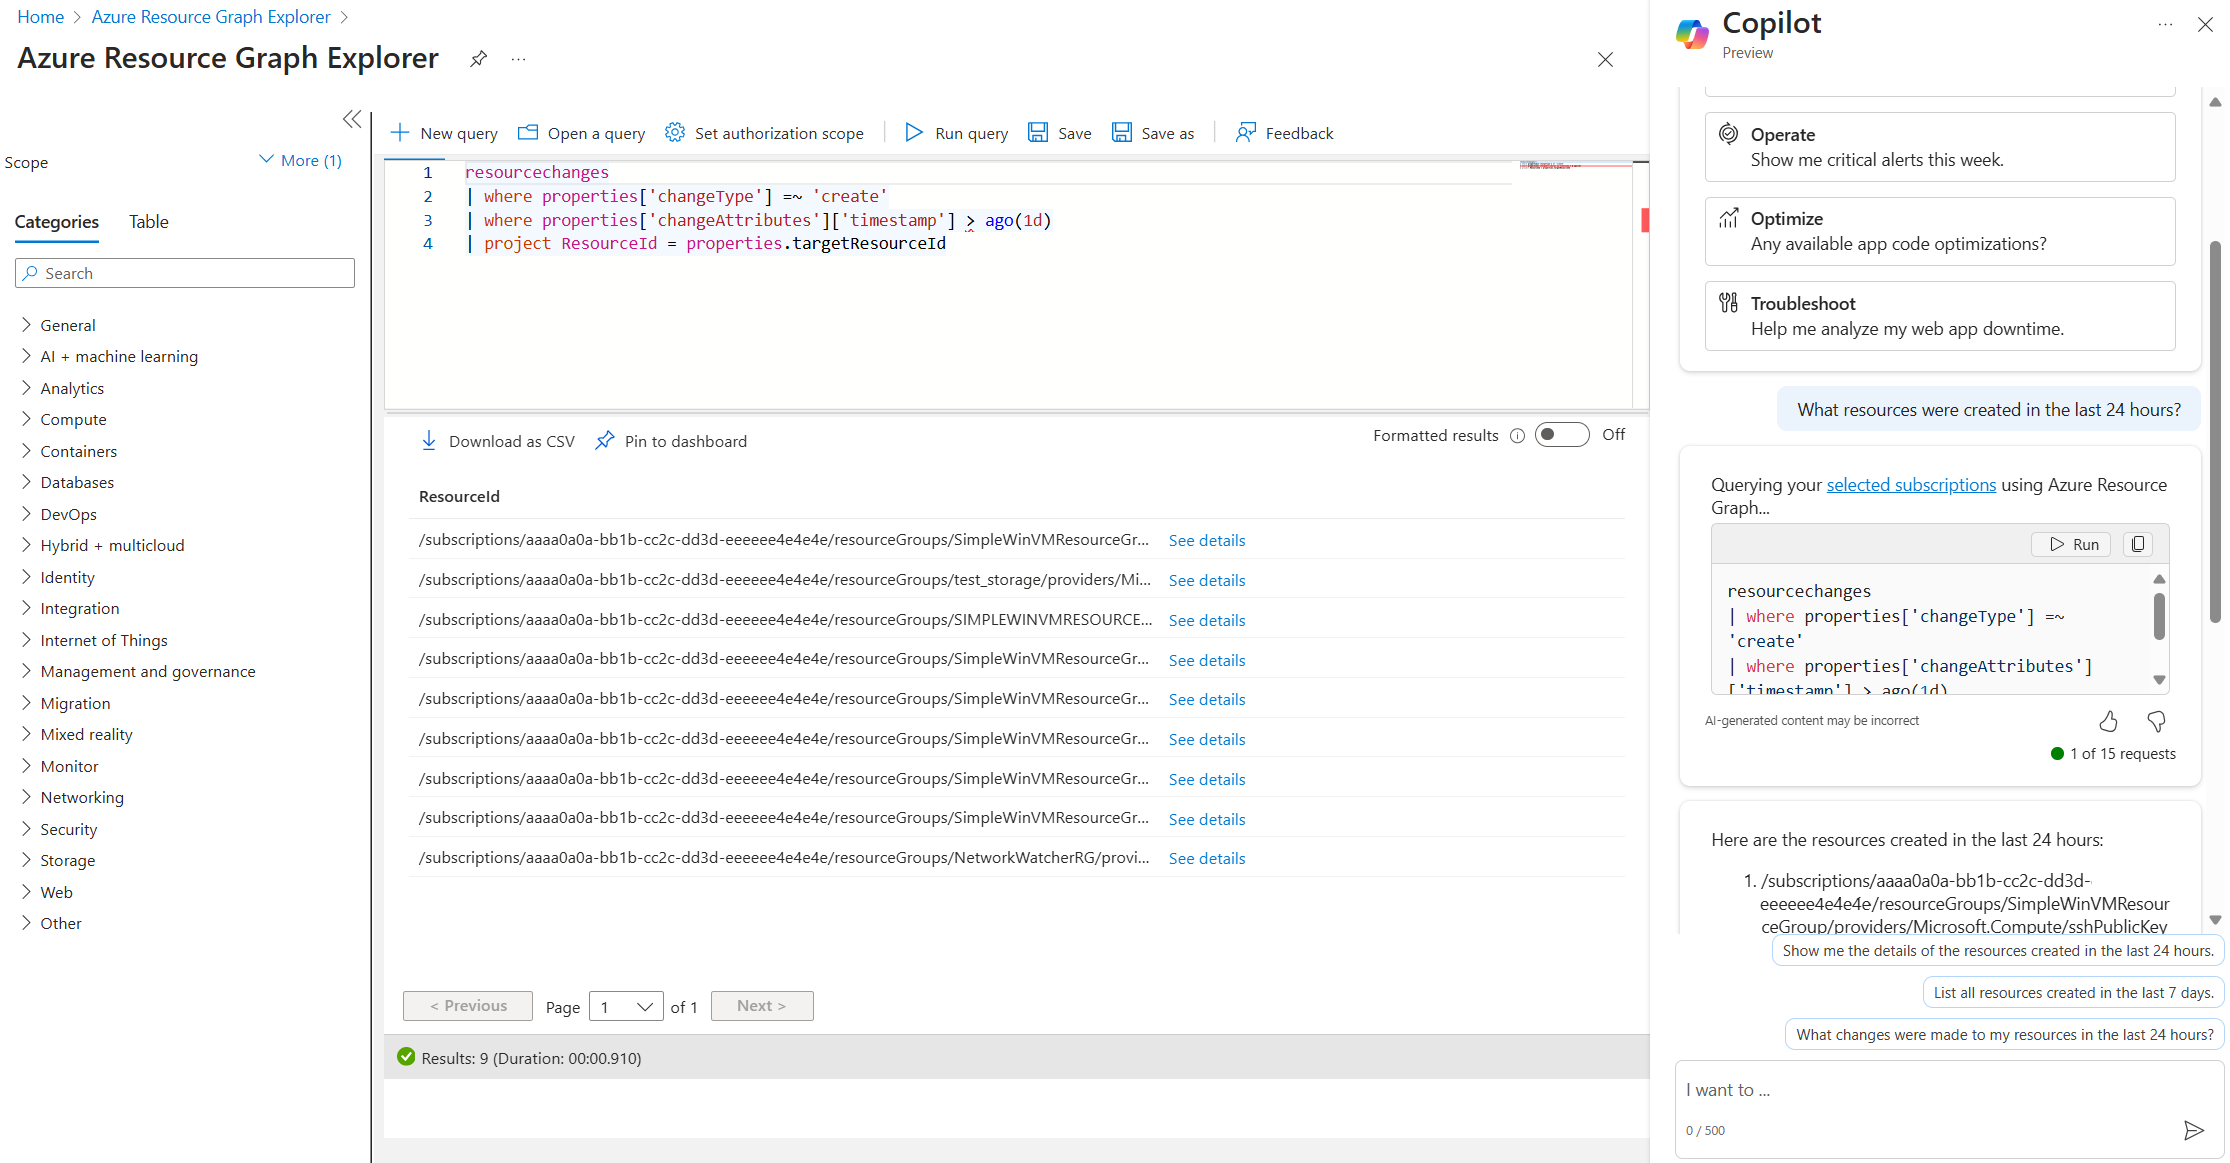 Home > Azure Resource Graph Explorer >
Azure Resource Graph Explorer
Scope
More (1)
Categories
Table
Search
General
AI + machine learning
Analytics
Compute
Containers
Databases
DevOps
Hybrid + multicloud
Identity
Integration
Internet of Things
Management and governance
Migration
Mixed reality
Monitor
Networking
Security
Storage
Web
Other
New query
Open a query
Set authorization scope
Run query
Save
Save as
Feedback
1 resourcechanges
2 | where properties['changeType'] =~ 'create'
3 | where properties['changeAttributes']['timestamp'] > ago(1d)
4 | project ResourceId = properties.targetResourceId
Download as CSV
Pin to dashboard
Formatted results
Off
ResourceId
/subscriptions/aaaa0a0a-bb1b-cc2c-dd3d-eeeeee4e4e4e/resourceGroups/SimpleWinVMResourceGr... See details
/subscriptions/aaaa0a0a-bb1b-cc2c-dd3d-eeeeee4e4e4e/resourceGroups/test_storage/providers/Mi... See details
/subscriptions/aaaa0a0a-bb1b-cc2c-dd3d-eeeeee4e4e4e/resourceGroups/SIMPLEWINVMRESOURCE... See details
/subscriptions/aaaa0a0a-bb1b-cc2c-dd3d-eeeeee4e4e4e/resourceGroups/SimpleWinVMResourceGr... See details
/subscriptions/aaaa0a0a-bb1b-cc2c-dd3d-eeeeee4e4e4e/resourceGroups/SimpleWinVMResourceGr... See details
/subscriptions/aaaa0a0a-bb1b-cc2c-dd3d-eeeeee4e4e4e/resourceGroups/SimpleWinVMResourceGr... See details
/subscriptions/aaaa0a0a-bb1b-cc2c-dd3d-eeeeee4e4e4e/resourceGroups/SimpleWinVMResourceGr... See details
/subscriptions/aaaa0a0a-bb1b-cc2c-dd3d-eeeeee4e4e4e/resourceGroups/SimpleWinVMResourceGr... See details
/subscriptions/aaaa0a0a-bb1b-cc2c-dd3d-eeeeee4e4e4e/resourceGroups/NetworkWatcherRG/provi... See details
< Previous
Page 1 of 1
Next >
Results: 9 (Duration: 00:00.910)
Copilot
Preview
Operate
Show me critical alerts this week.
Optimize
Any available app code optimizations?
Troubleshoot
Help me analyze my web app downtime.
What resources were created in the last 24 hours?
Querying your selected subscriptions using Azure Resource
Graph...
Run
resourcechanges
| where properties['changeType'] =~
'create'
| where properties['changeAttributes']
['timestamp'] > ago(1d)
AI-generated content may be incorrect
1 of 15 requests
Here are the resources created in the last 24 hours:
1. /subscriptions/aaaa0a0a-bb1b-cc2c-dd3d-
eeeeee4e4e4e/resourceGroups/SimpleWinVMResour
ceGroup/providers/Microsoft.Compute/sshPublicKey
Show me the details of the resources created in the last 24 hours.
List all resources created in the last 7 days.
What changes were made to my resources in the last 24 hours?
I want to ...
0 / 500